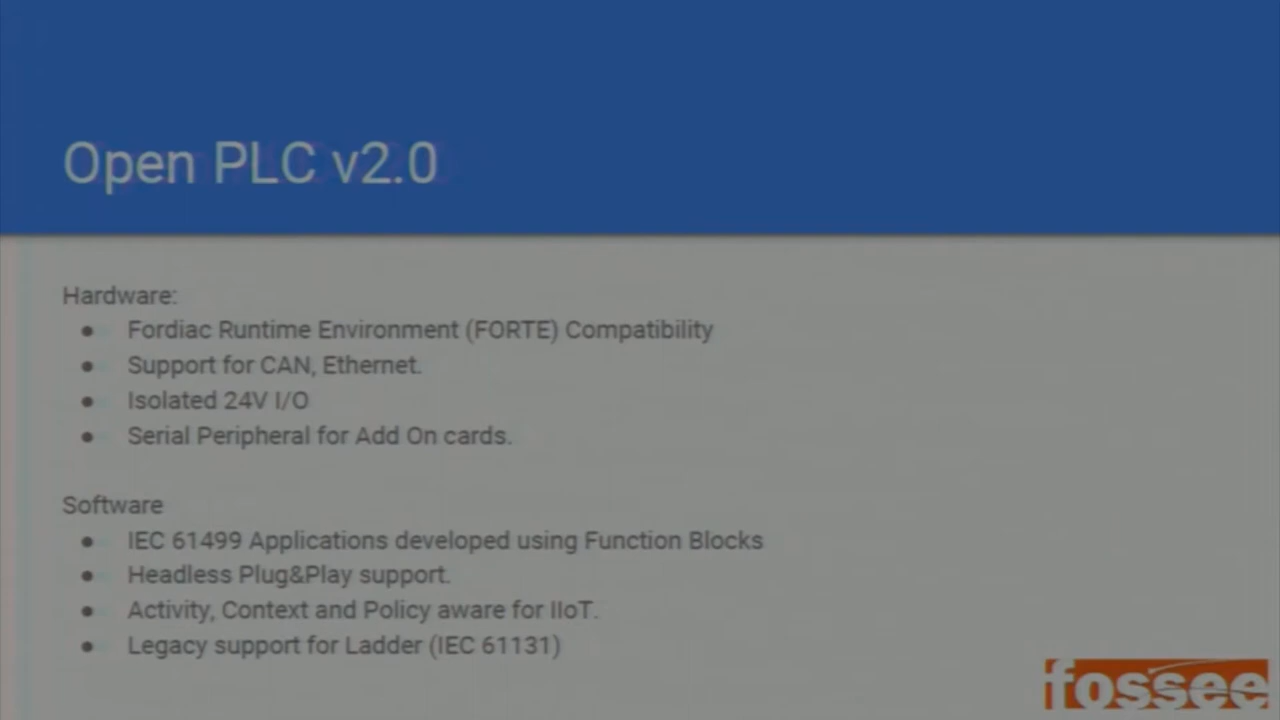 Open PLC v2.0
Hardware:
● Fordiac Runtime Environment (FORTE) Compatibility
● Support for CAN, Ethernet.
● Isolated 24V I/O
● Serial Peripheral for Add On cards.
Software
● IEC 61499 Applications developed using Function Blocks
● Headless Plug&Play support.
● Activity, Context and Policy aware for IIoT.
● Legacy support for Ladder (IEC 61131)
fossee